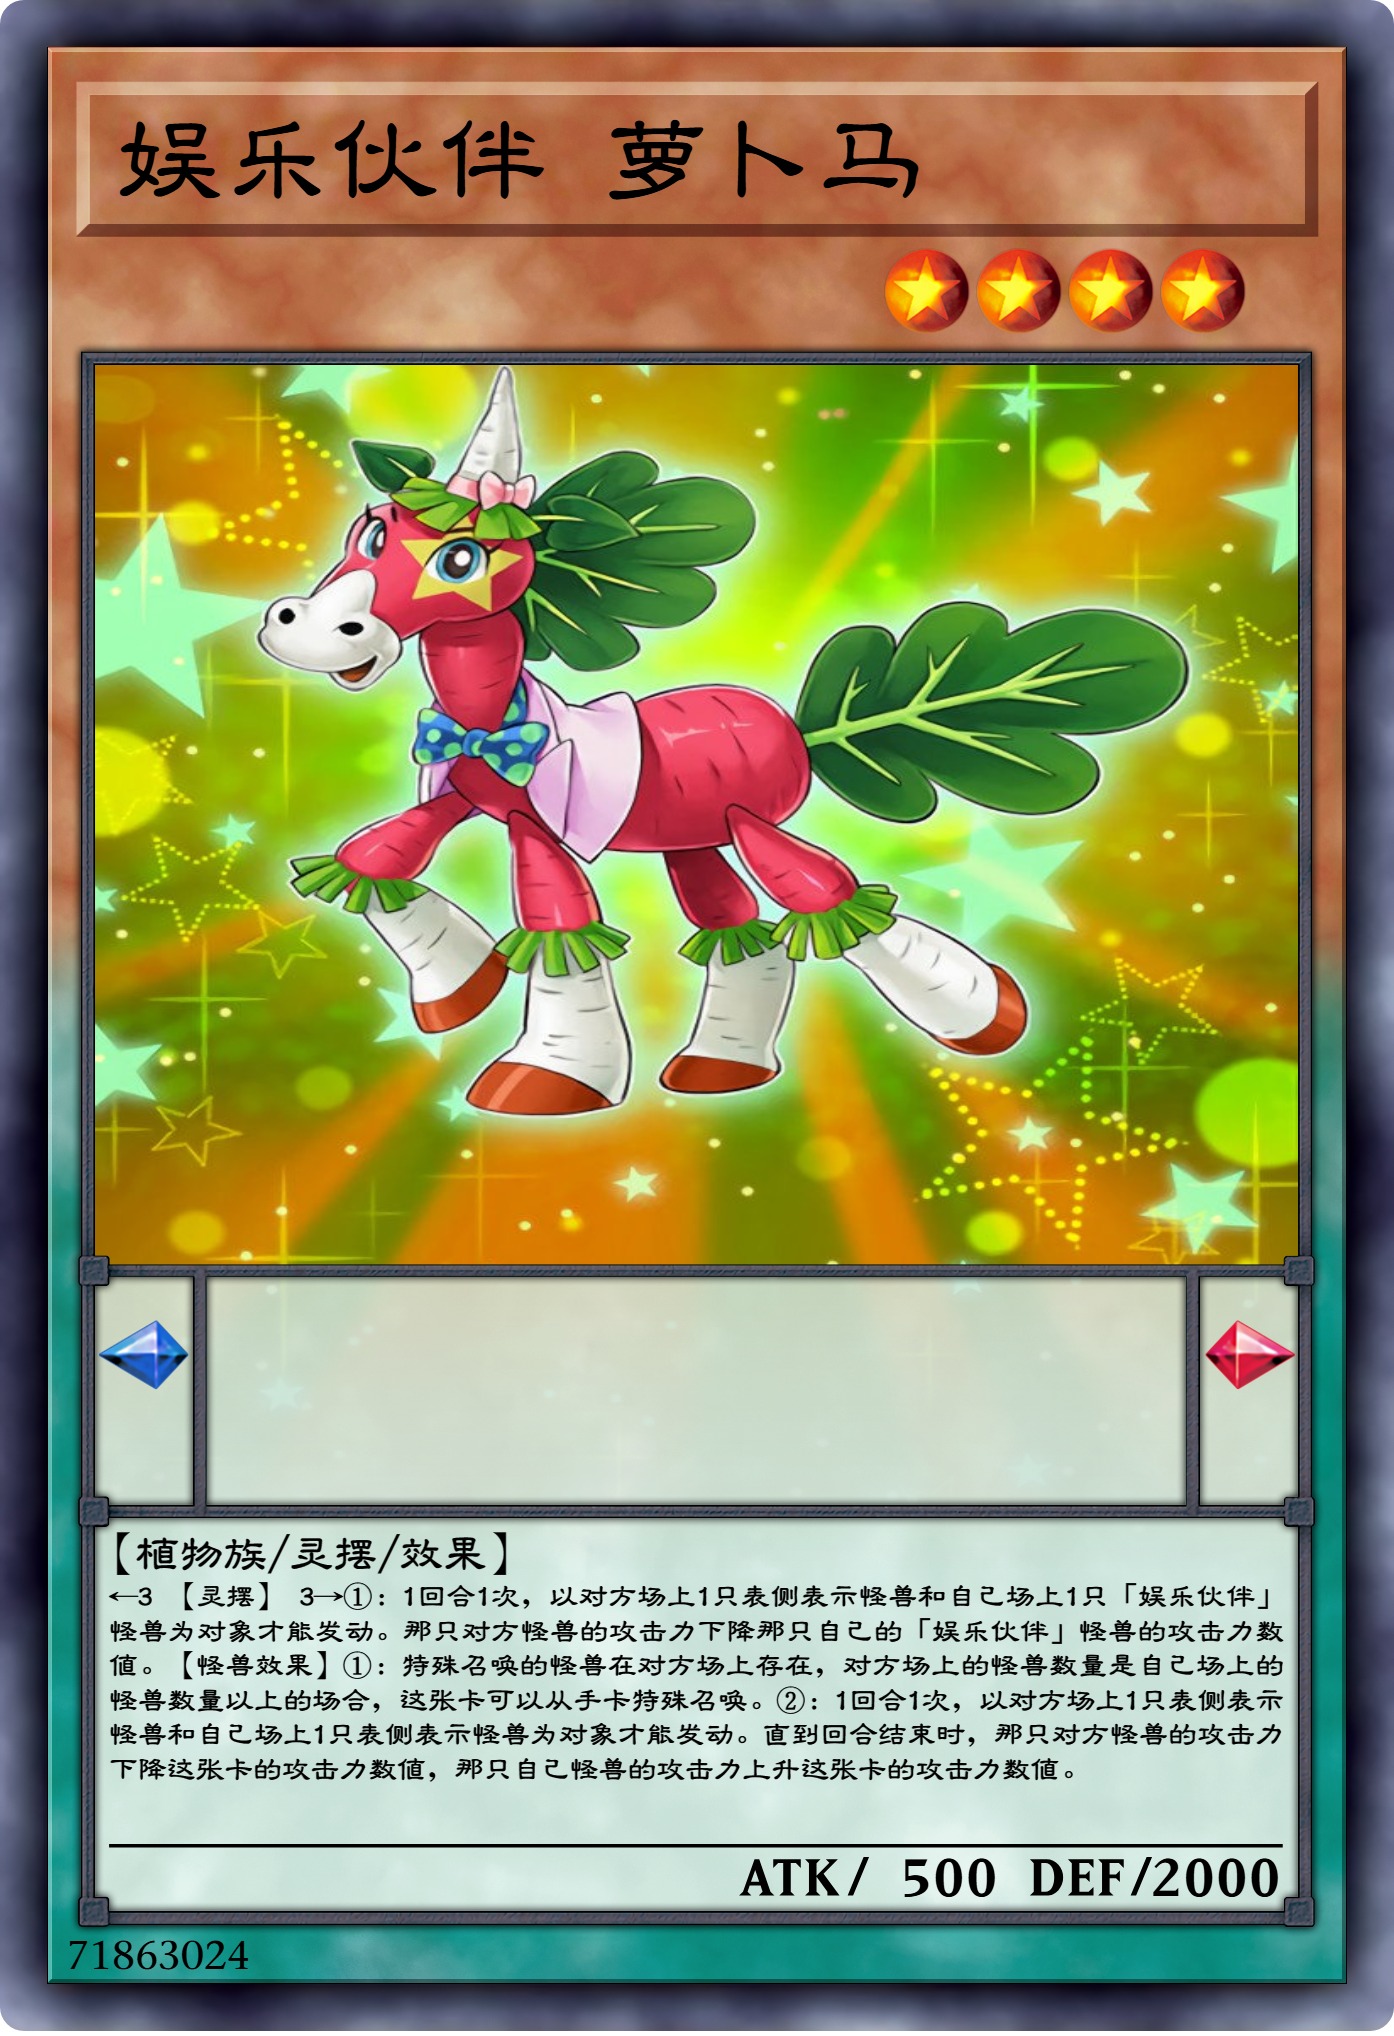 娱乐伙伴 萝卜马
【植物族/灵摆/效果】
←3 【灵摆】 3→①：1回合1次，以对方场上1只表侧表示怪兽和自己场上1只「娱乐伙伴」
怪兽为对象才能发动。那只对方怪兽的攻击力下降那只自己的「娱乐伙伴」怪兽的攻击力数
值。【怪兽效果】①：特殊召唤的怪兽在对方场上存在，对方场上的怪兽数量是自己场上的
怪兽数量以上的场合，这张卡可以从手卡特殊召唤。②：1回合1次，以对方场上1只表侧表示
怪兽和自己场上1只表侧表示怪兽为对象才能发动。直到回合结束时，那只对方怪兽的攻击力
下降这张卡的攻击力数值，那只自己怪兽的攻击力上升这张卡的攻击力数值。
ATK/ 500 DEF/2000
71863024